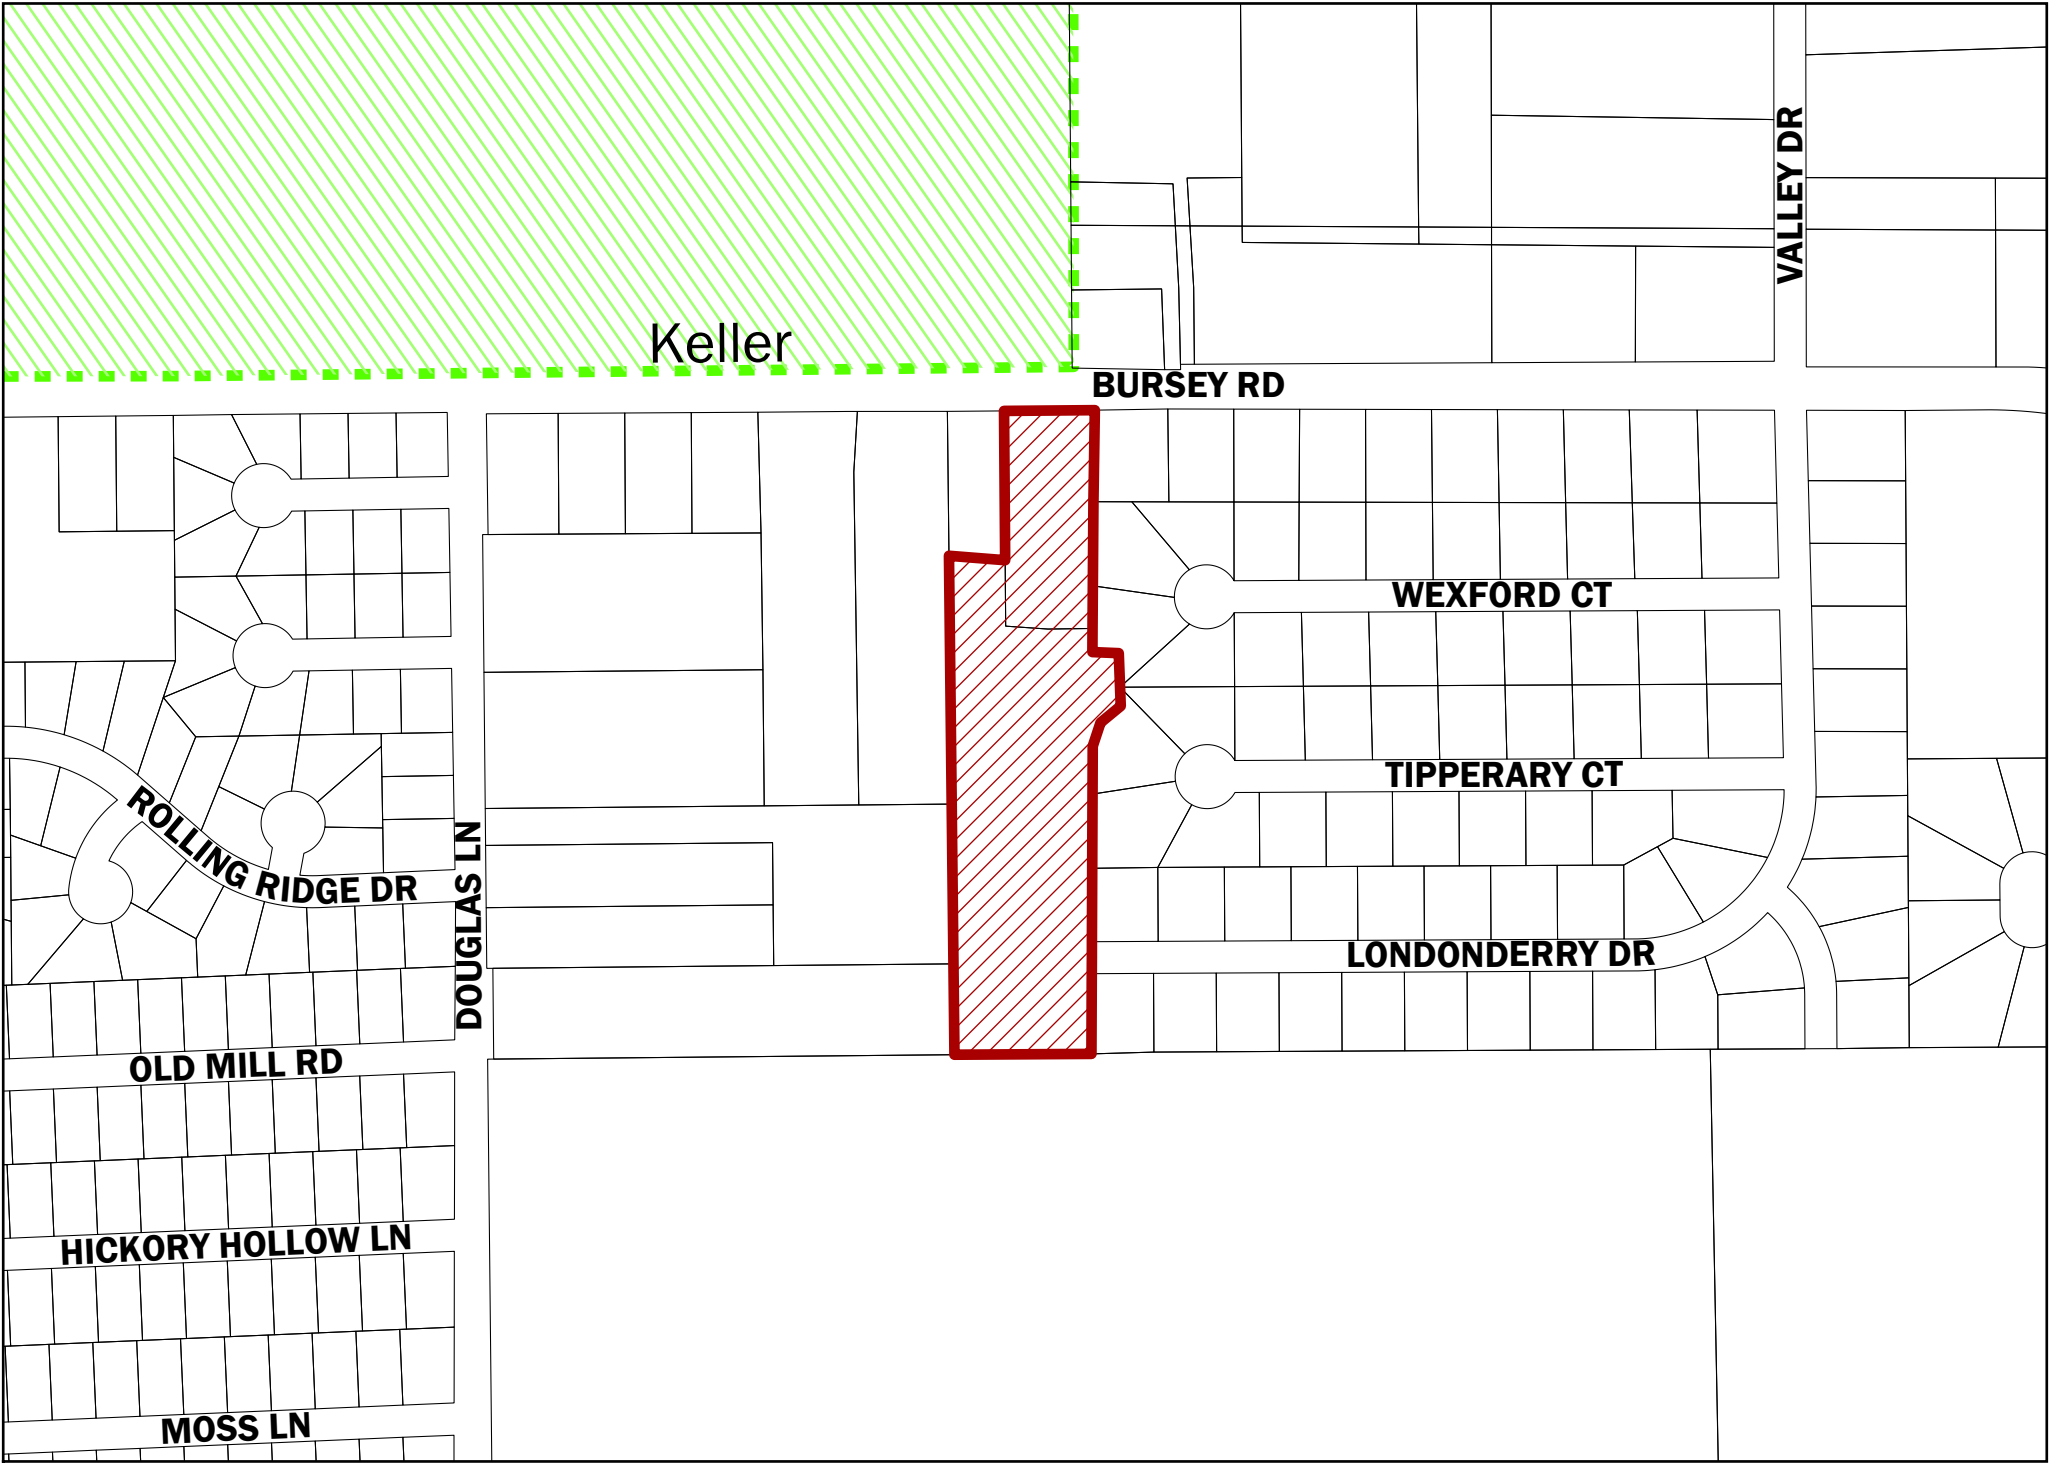 VALLEY DR
Keller
BURSEY RD
WEXFORD CT
TIPPERARY CT
ROLLING RIDGE DR
DOUGLAS LN
LONDONDERRY DR
OLD MILL RD
HICKORY HOLLOW LN
MOSS LN